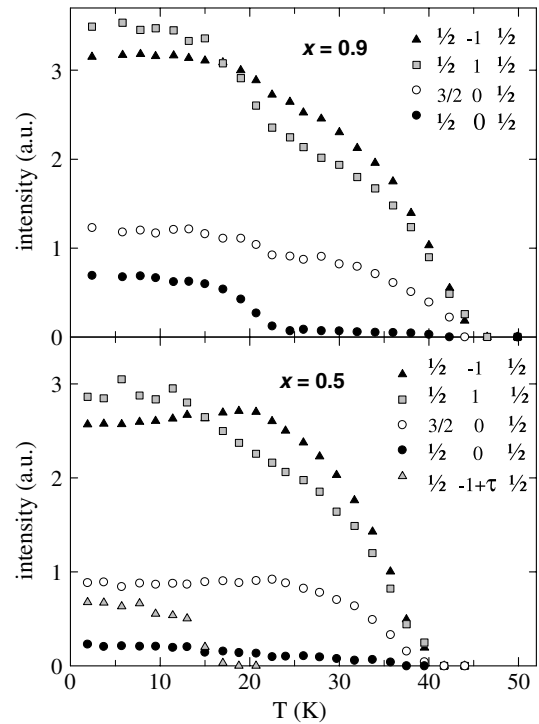 x = 0.9
▲ ½ -1 ½
■ ½ 1 ½
○ 3/2 0 ½
● ½ 0 ½
intensity (a.u.)
3
2
1
0
x = 0.5
▲ ½ -1 ½
■ ½ 1 ½
○ 3/2 0 ½
● ½ 0 ½
▲ ½ -1+τ ½
intensity (a.u.)
3
2
1
0
0 10 20 30 40 50
T (K)